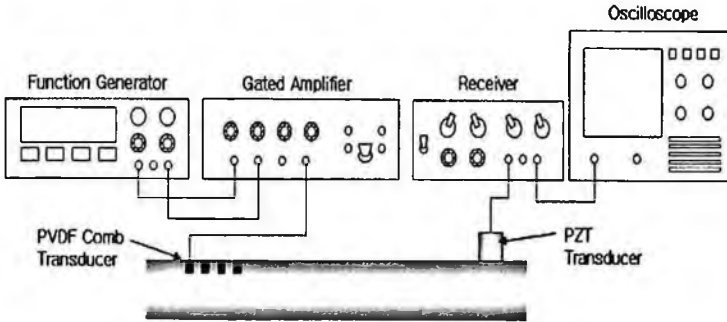 Oscilloscope
Function Generator
Gated Amplifier
Receiver
PVDF Comb
Transducer
PZT
Transducer